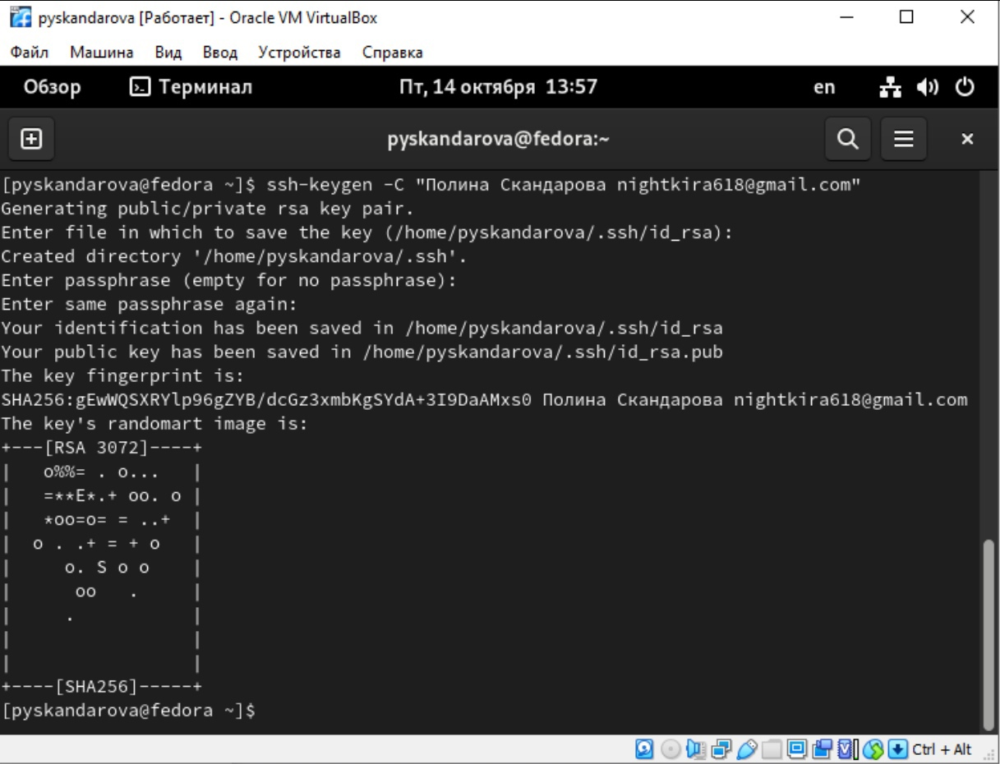 pyskandarova [Работает] - Oracle VM VirtualBox
Файл Машина Вид Ввод Устройства Справка
Обзор Терминал Пт, 14 октября 13:57 en
pyskandarova@fedora:~
[pyskandarova@fedora ~]$ ssh-keygen -C "Полина Скандарова nightkira618@gmail.com"
Generating public/private rsa key pair.
Enter file in which to save the key (/home/pyskandarova/.ssh/id_rsa):
Created directory '/home/pyskandarova/.ssh'.
Enter passphrase (empty for no passphrase):
Enter same passphrase again:
Your identification has been saved in /home/pyskandarova/.ssh/id_rsa
Your public key has been saved in /home/pyskandarova/.ssh/id_rsa.pub
The key fingerprint is:
SHA256:gEwWQSXRYlp96gZYB/dcGz3xmbKgSYdA+3I9DaAMxs0 Полина Скандарова nightkira618@gmail.com
The key's randomart image is:
+---[RSA 3072]----+
|   o%%= . o...   |
|   =**E*.+ oo. o |
|   *oo=o= = ..+  |
|  o . .+ = + o   |
|     o. S o o    |
|      oo   .     |
|     .           |
|                 |
|                 |
+----[SHA256]-----+
[pyskandarova@fedora ~]$
Ctrl + Alt